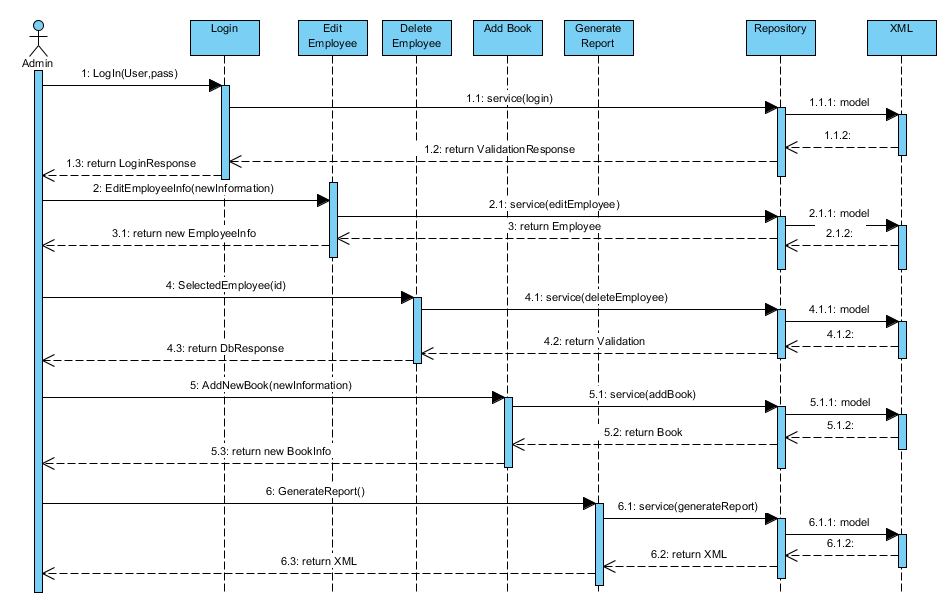 Login
Edit
Employee
Delete
Employee
Add Book
Generate
Report
Repository
XML
Admin
1: LogIn(User,pass)
1.1: service(login)
1.1.1: model
1.1.2:
1.2: return ValidationResponse
1.3: return LoginResponse
2: EditEmployeeInfo(newInformation)
2.1: service(editEmployee)
2.1.1: model
3: return Employee
2.1.2:
3.1: return new EmployeeInfo
4: SelectedEmployee(id)
4.1: service(deleteEmployee)
4.1.1: model
4.1.2:
4.2: return Validation
4.3: return DbResponse
5: AddNewBook(newInformation)
5.1: service(addBook)
5.1.1: model
5.1.2:
5.2: return Book
5.3: return new BookInfo
6: GenerateReport()
6.1: service(generateReport)
6.1.1: model
6.1.2:
6.2: return XML
6.3: return XML